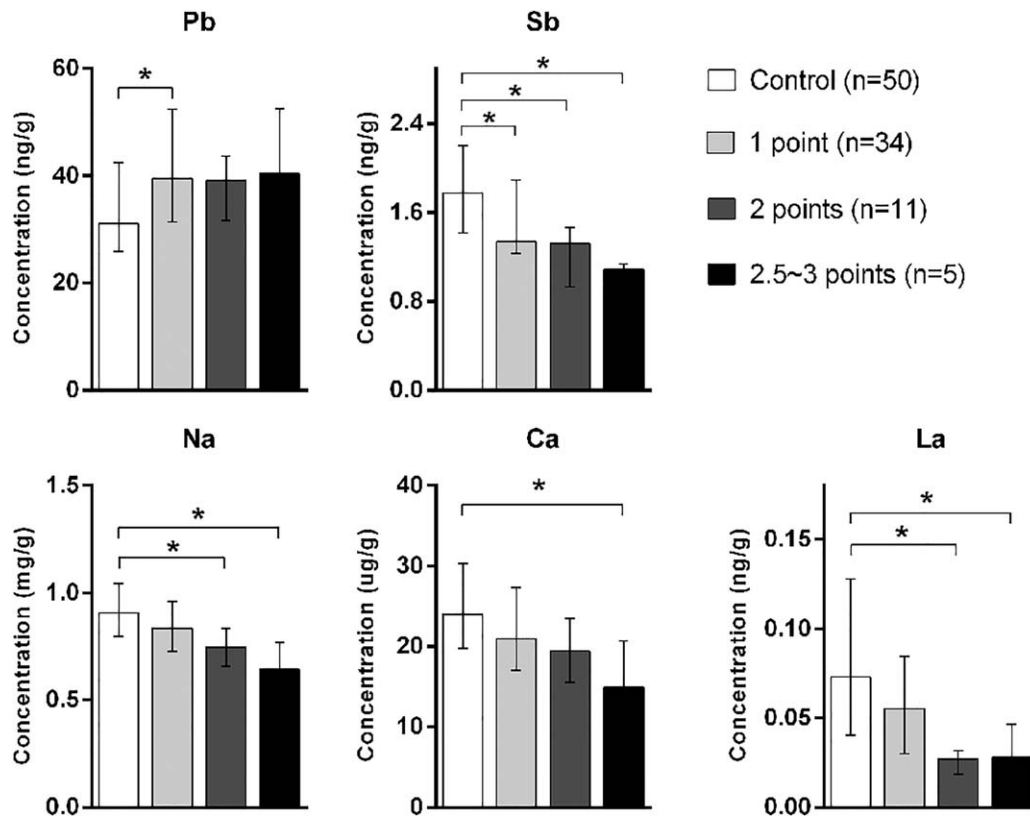 Pb
Concentration (ng/g)
60
40
20
0
*
Sb
Concentration (ng/g)
2.4
1.6
0.8
0.0
*
*
*
Control (n=50)
1 point (n=34)
2 points (n=11)
2.5~3 points (n=5)
Na
Concentration (mg/g)
1.5
1.0
0.5
0.0
*
*
Ca
Concentration (ug/g)
40
30
20
10
0
*
La
Concentration (ng/g)
0.15
0.10
0.05
0.00
*
*